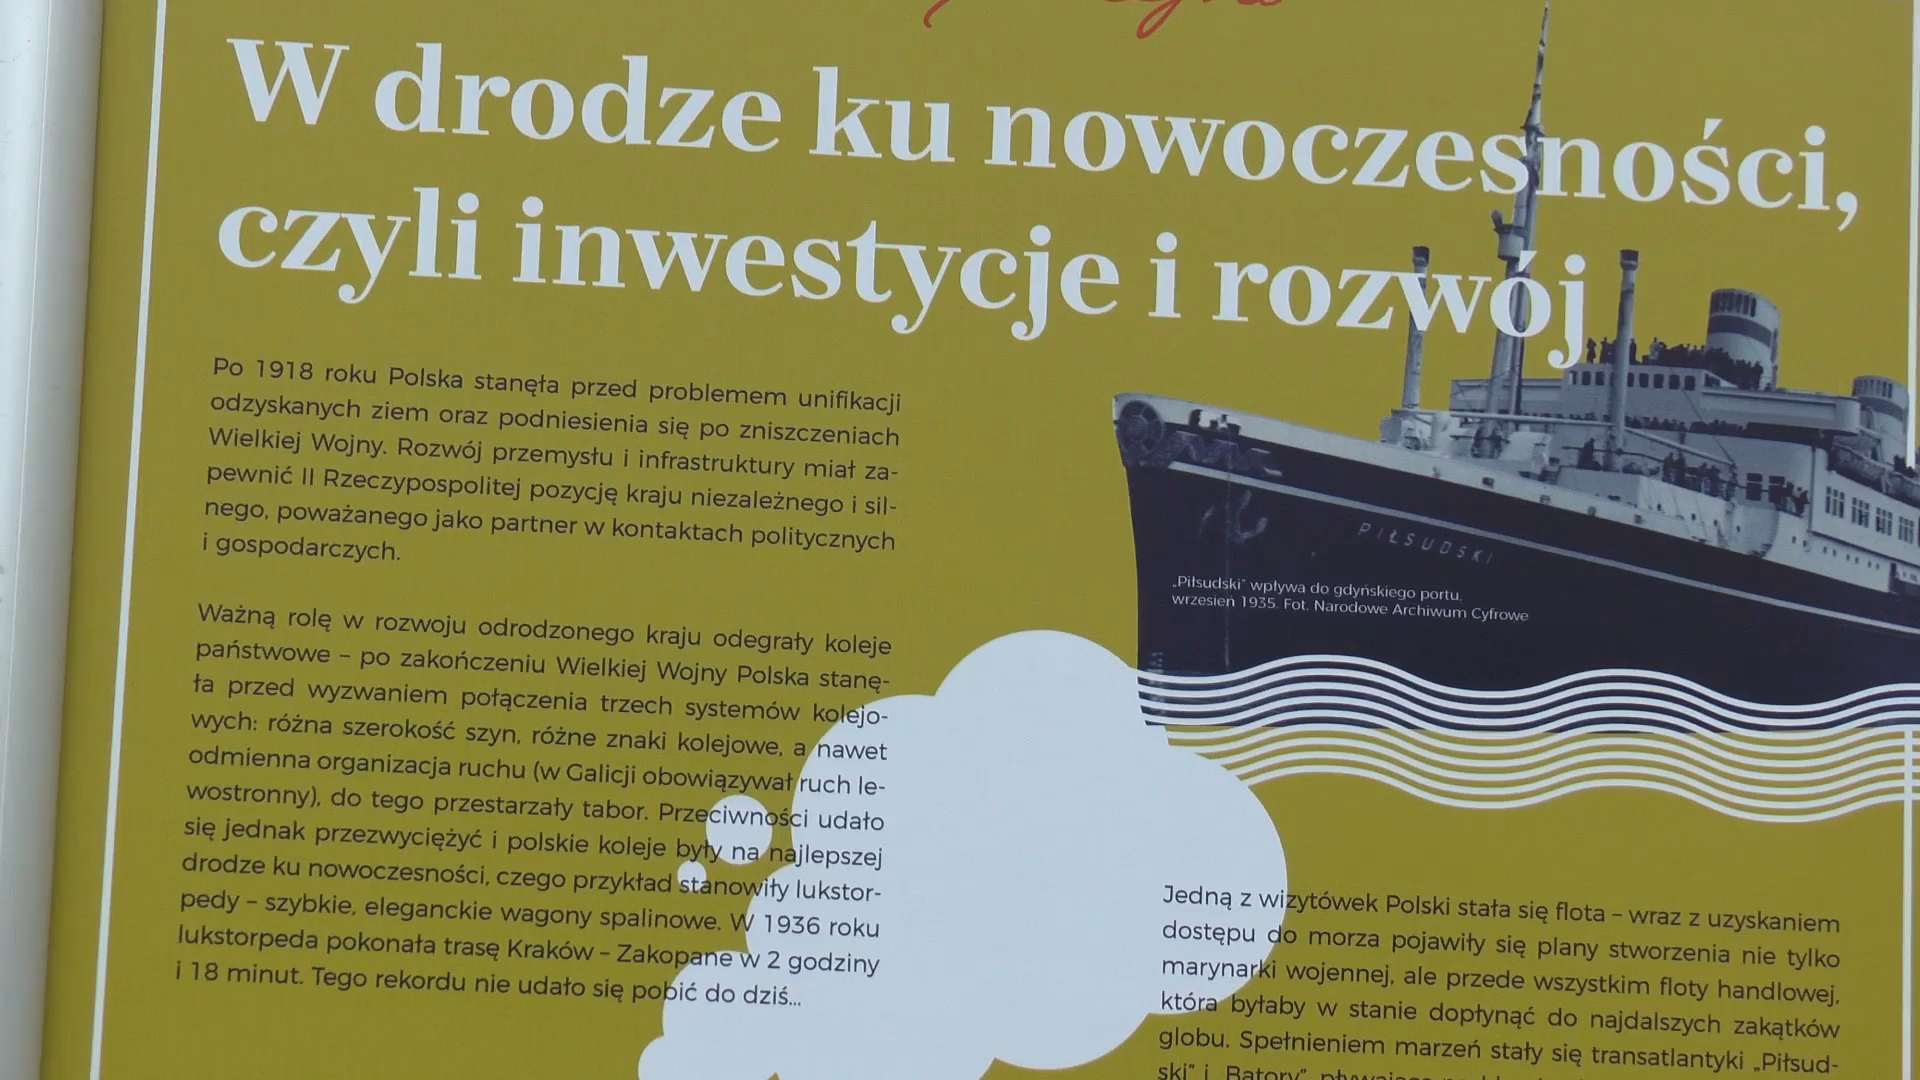 W drodze ku nowoczesności,
czyli inwestycje i rozwój
Po 1918 roku Polska stanęła przed problemem unifikacji
odzyskanych ziem oraz podniesienia się po zniszczeniach
Wielkiej Wojny. Rozwój przemysłu i infrastruktury miał za-
pewnić II Rzeczypospolitej pozycję kraju niezależnego i sil-
nego, poważanego jako partner w kontaktach politycznych
i gospodarczych.
Ważną rolę w rozwoju odrodzonego kraju odegrały koleje
państwowe – po zakończeniu Wielkiej Wojny Polska stanę-
ła przed wyzwaniem połączenia trzech systemów kolejo-
wych: różna szerokość szyn, różne znaki kolejowe, a nawet
odmienna organizacja ruchu (w Galicji obowiązywał ruch le-
wostronny), do tego przestarzały tabor. Przeciwności udało
się jednak przezwyciężyć i polskie koleje były na najlepszej
drodze ku nowoczesności, czego przykład stanowiły lukstor-
pedy – szybkie, eleganckie wagony spalinowe. W 1936 roku
lukstorpeda pokonała trasę Kraków – Zakopane w 2 godziny
i 18 minut. Tego rekordu nie udało się pobić do dziś...
PIŁSUDSKI
„Piłsudski” wpływa do gdyńskiego portu,
wrzesień 1935. Fot. Narodowe Archiwum Cyfrowe
Jedną z wizytówek Polski stała się flota – wraz z uzyskaniem
dostępu do morza pojawiły się plany stworzenia nie tylko
marynarki wojennej, ale przede wszystkim floty handlowej,
która byłaby w stanie dopłynąć do najdalszych zakątków
globu. Spełnieniem marzeń stały się transatlantyki „Piłsud-
ski” i „Batory”,